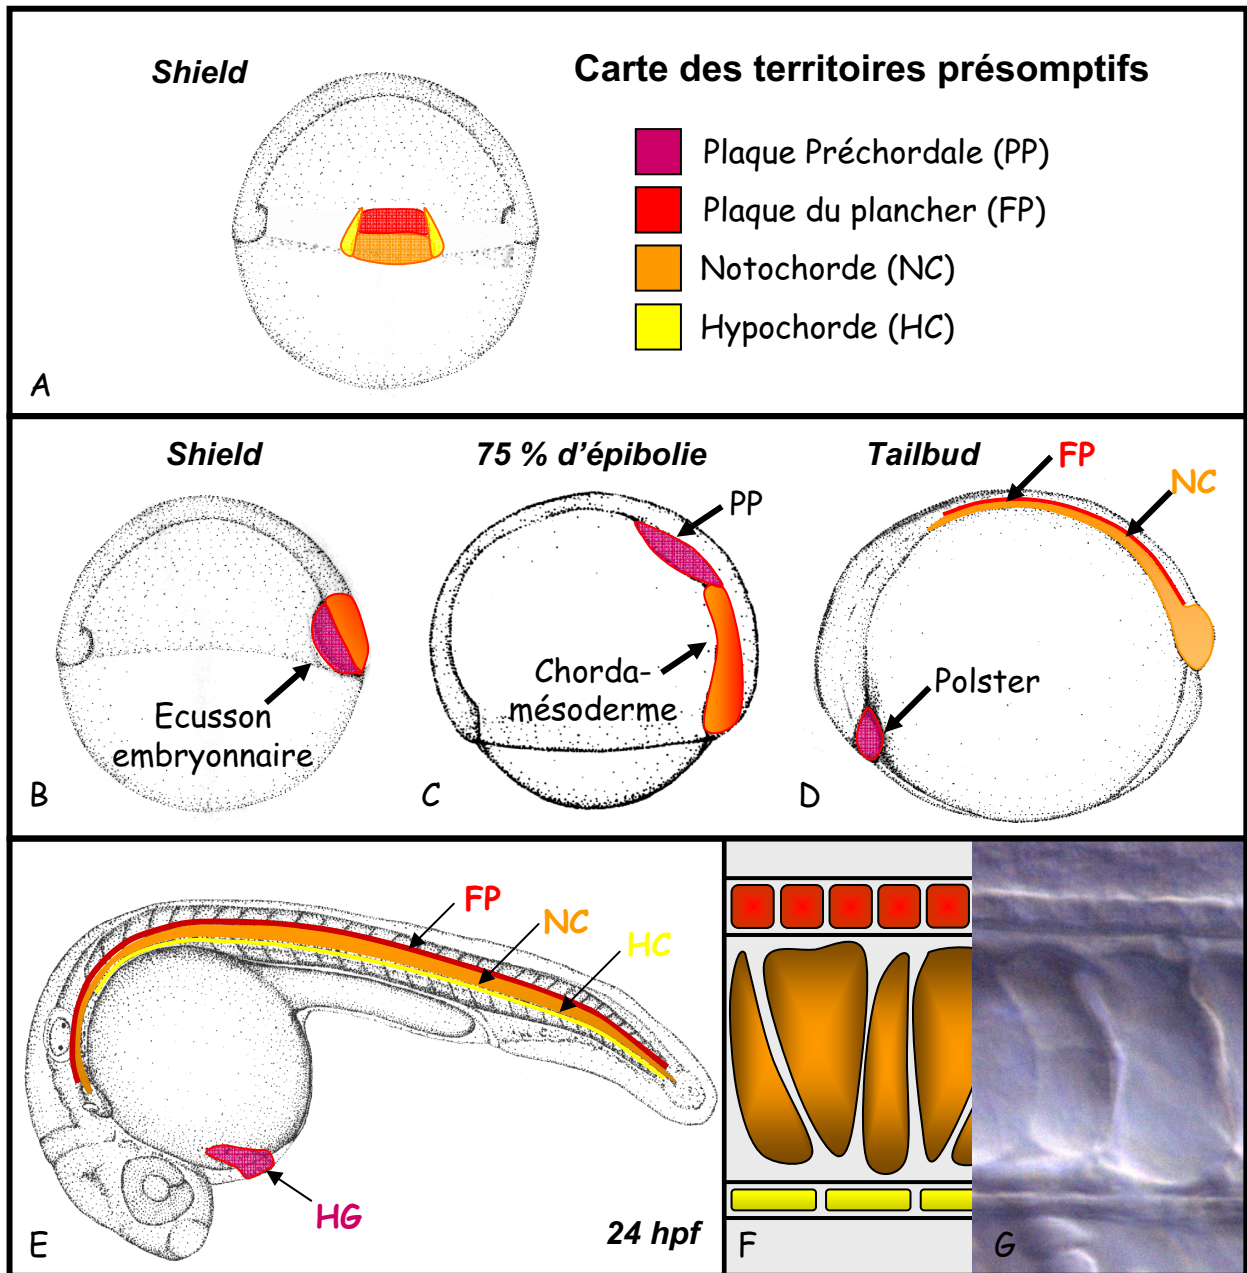 Shield
Carte des territoires présomptifs
Plaque Préchordale (PP)
Plaque du plancher (FP)
Notochorde (NC)
Hypochorde (HC)
A
Shield
75 % d'épibolie
Tailbud
FP
NC
PP
Chorda-
mésoderme
Polster
Ecusson
embryonnaire
B
C
D
FP
NC
HC
HG
24 hpf
E
F
G